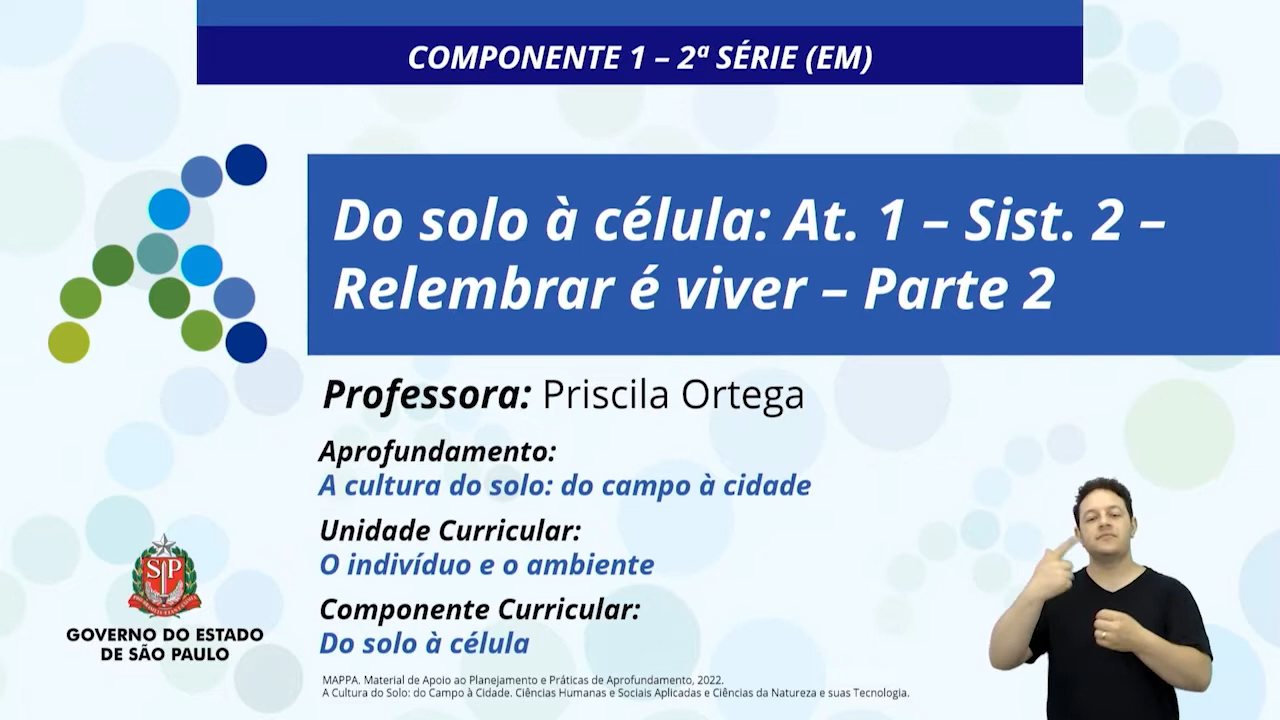 COMPONENTE 1 – 2ª SÉRIE (EM)
Do solo à célula: At. 1 – Sist. 2 –
Relembrar é viver – Parte 2
Professora: Priscila Ortega
Aprofundamento:
A cultura do solo: do campo à cidade
Unidade Curricular:
O indivíduo e o ambiente
Componente Curricular:
Do solo à célula
SP
GOVERNO DO ESTADO
DE SÃO PAULO
MAPPA. Material de Apoio ao Planejamento e Práticas de Aprofundamento, 2022.
A Cultura do Solo: do Campo à Cidade. Ciências Humanas e Sociais Aplicadas e Ciências da Natureza e suas Tecnologia.